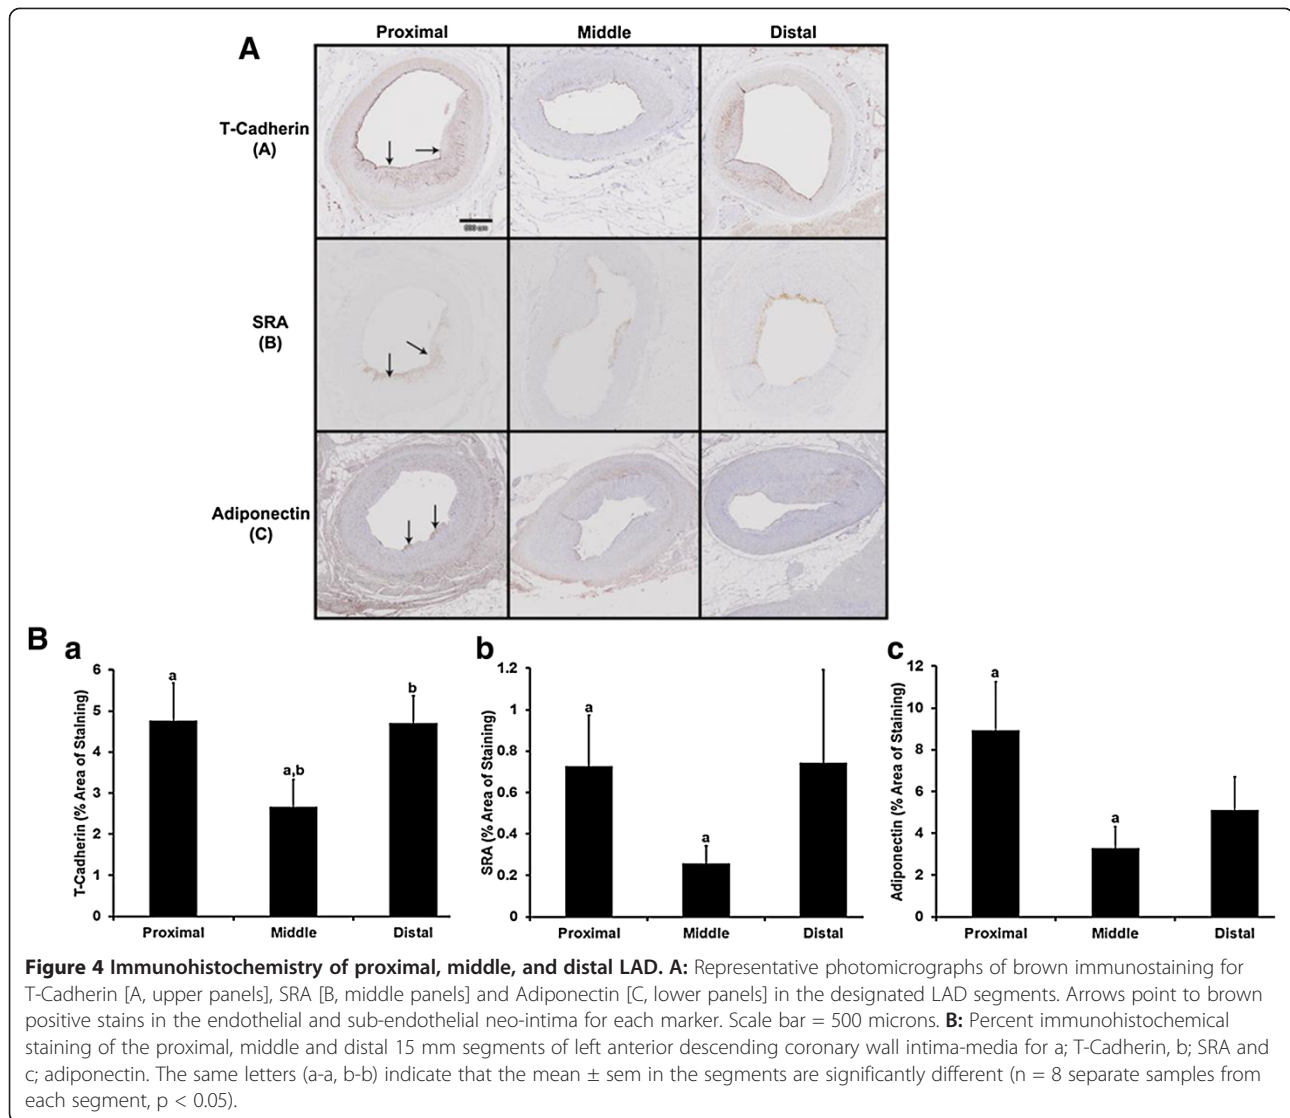 Proximal Middle Distal
A
T-Cadherin
(A)
500 um
SRA
(B)
Adiponectin
(C)
B
a
T-Cadherin (% Area of Staining)
6
5
4
3
2
1
0
a
a,b
b
Proximal Middle Distal
b
SRA (% Area of Staining)
1.2
1
0.8
0.6
0.4
0.2
0
a
a
Proximal Middle Distal
c
Adiponectin (% Area of Staining)
12
10
8
6
4
2
0
a
a
Proximal Middle Distal
Figure 4 Immunohistochemistry of proximal, middle, and distal LAD. A: Representative photomicrographs of brown immunostaining for
T-Cadherin [A, upper panels], SRA [B, middle panels] and Adiponectin [C, lower panels] in the designated LAD segments. Arrows point to brown
positive stains in the endothelial and sub-endothelial neo-intima for each marker. Scale bar = 500 microns. B: Percent immunohistochemical
staining of the proximal, middle and distal 15 mm segments of left anterior descending coronary wall intima-media for a; T-Cadherin, b; SRA and
c; adiponectin. The same letters (a-a, b-b) indicate that the mean ± sem in the segments are significantly different (n = 8 separate samples from
each segment, p < 0.05).